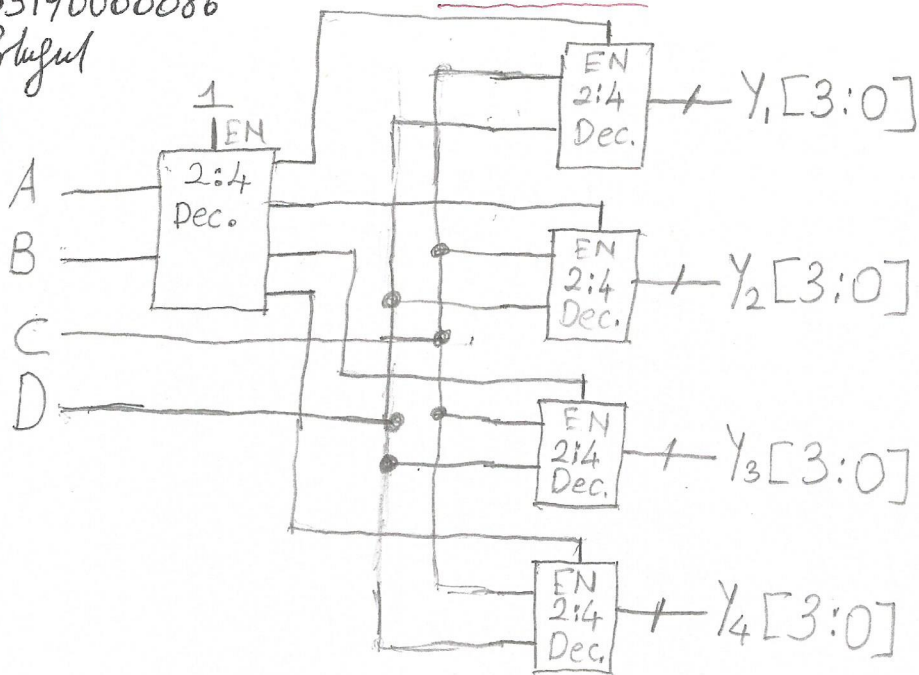 1
EN
A
B
C
D
2:4
Dec.
EN
2:4
Dec.
Y₁[3:0]
EN
2:4
Dec.
Y₂[3:0]
EN
2:4
Dec.
Y₃[3:0]
EN
2:4
Dec.
Y₄[3:0]